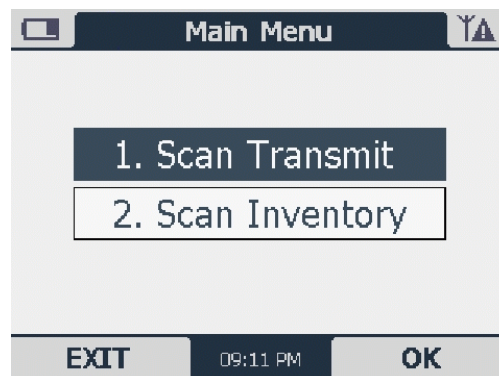 Main Menu
1. Scan Transmit
2. Scan Inventory
EXIT 09:11 PM OK